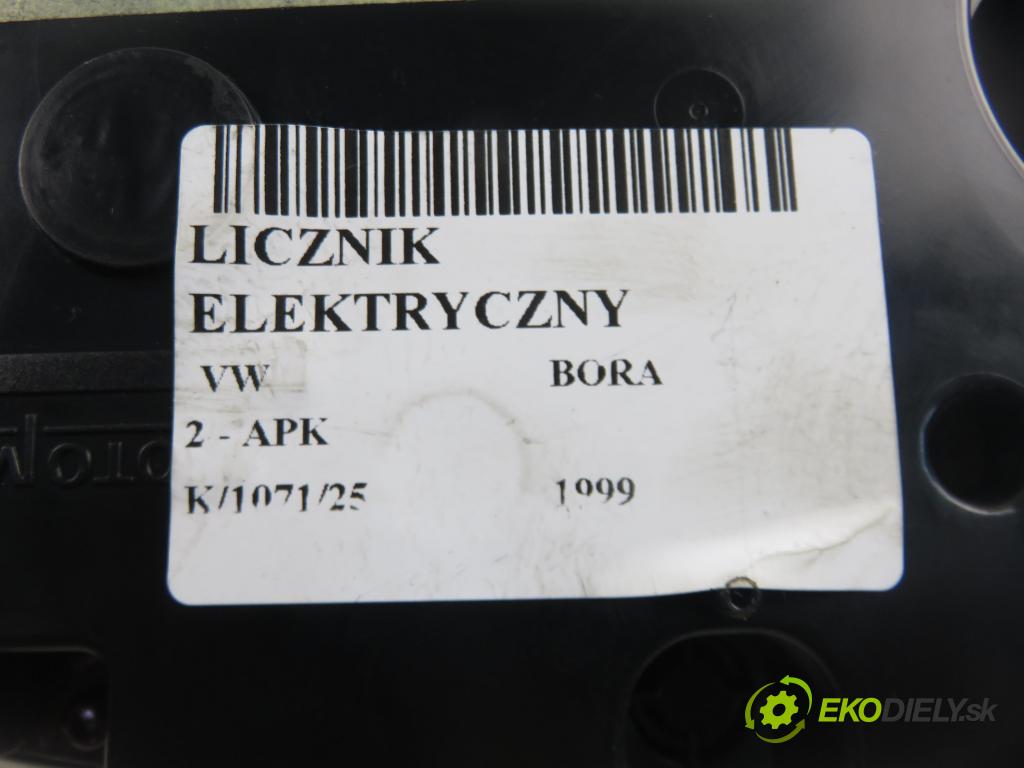 LICZNIK
ELEKTRYCZNY
VW BORA
2 - APK
K/1071/25 1999
EKODIELY.sk